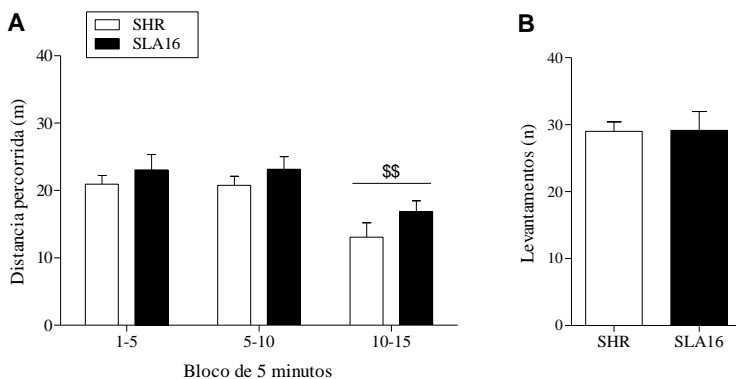 A
SHR
SLA16
Distancia percorrida (m)
40
30
20
10
0
$$
1-5
5-10
10-15
Bloco de 5 minutos
B
Levantamentos (n)
40
30
20
10
0
SHR
SLA16